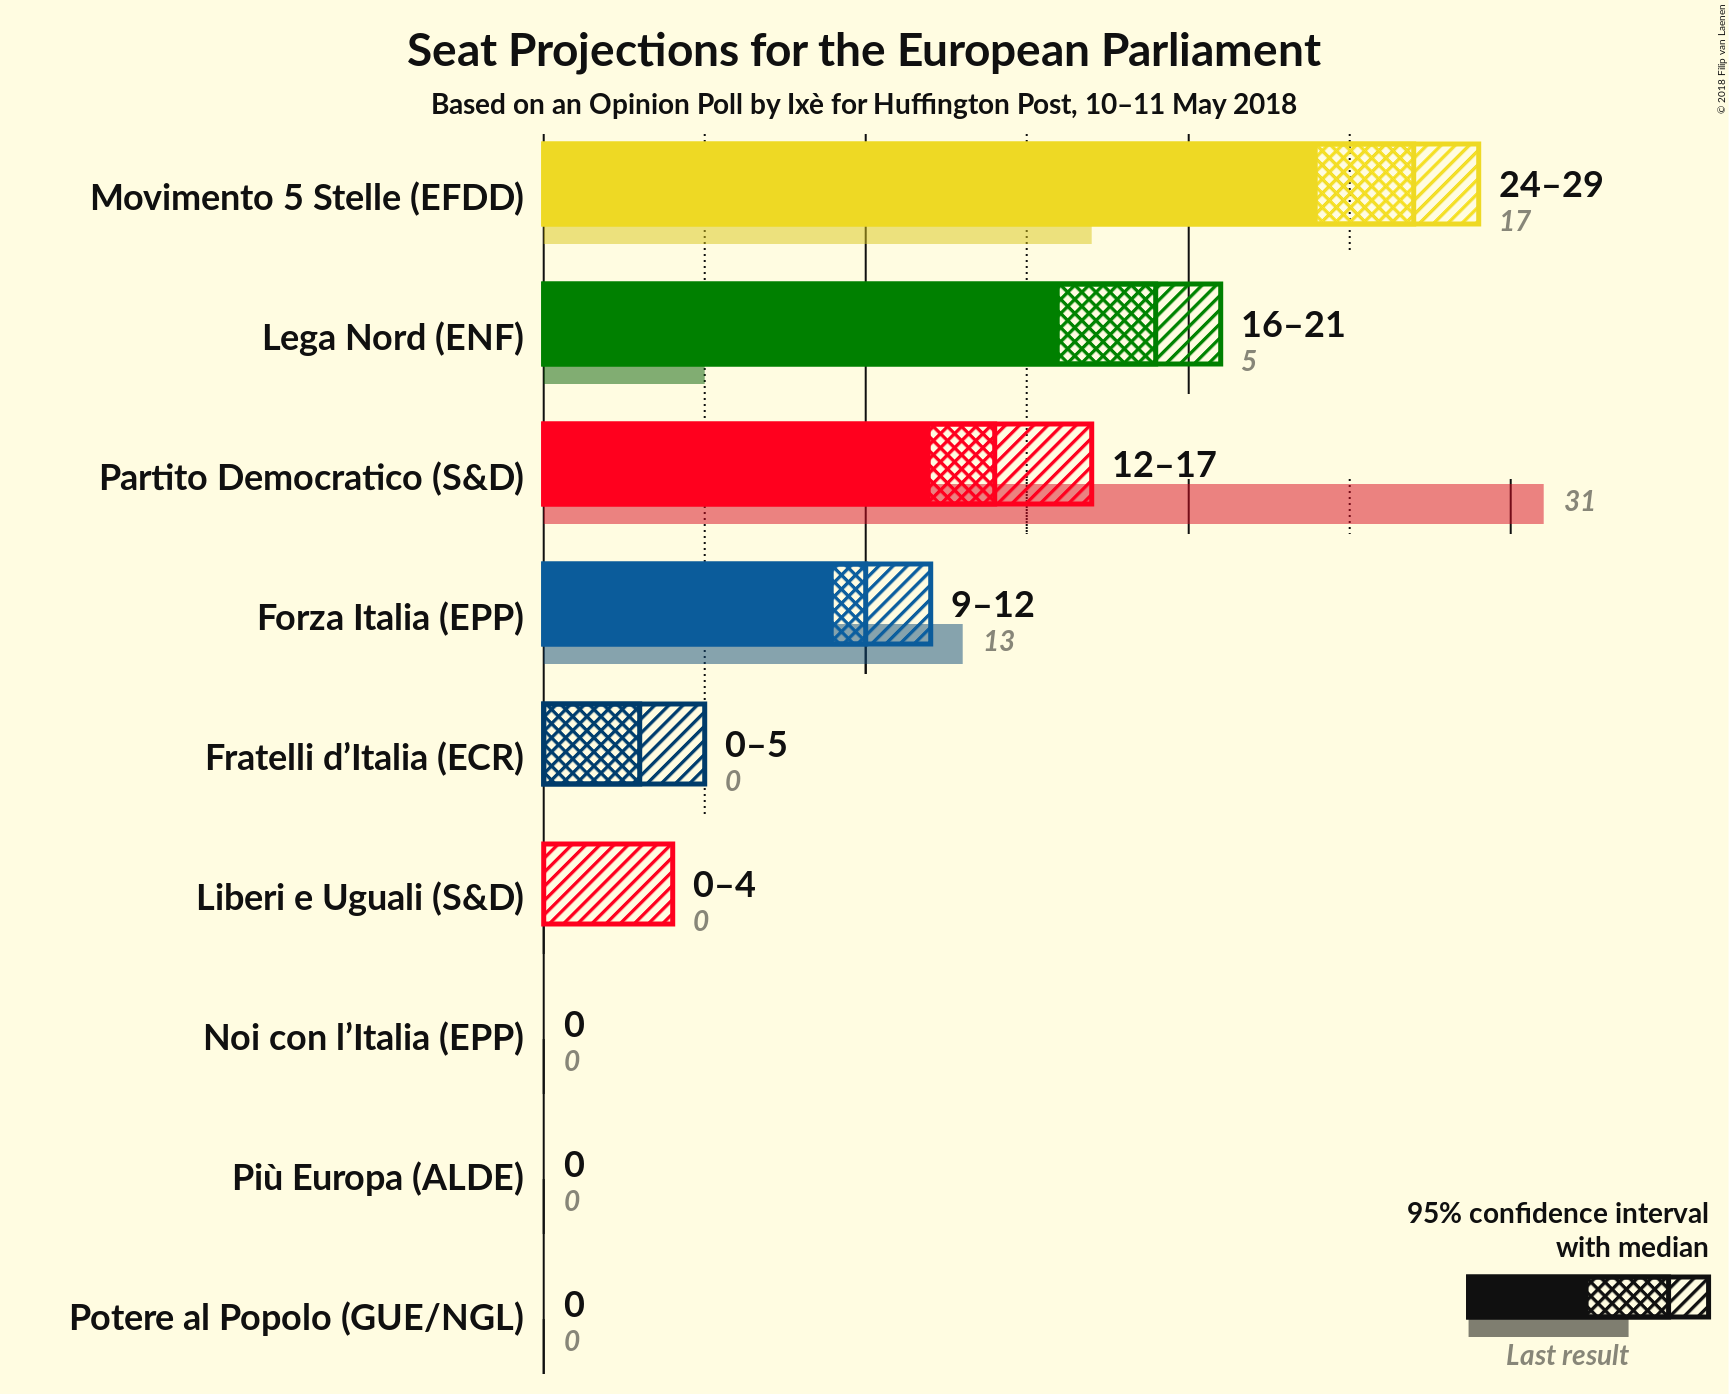 Seat Projections for the European Parliament
Based on an Opinion Poll by Ixè for Huffington Post, 10–11 May 2018
© 2018 Filip van Laenen
Movimento 5 Stelle (EFDD)
24–29
17
Lega Nord (ENF)
16–21
5
Partito Democratico (S&D)
12–17
31
Forza Italia (EPP)
9–12
13
Fratelli d’Italia (ECR)
0–5
0
Liberi e Uguali (S&D)
0–4
0
Noi con l’Italia (EPP)
0
0
Più Europa (ALDE)
0
0
Potere al Popolo (GUE/NGL)
0
0
95% confidence interval
with median
Last result